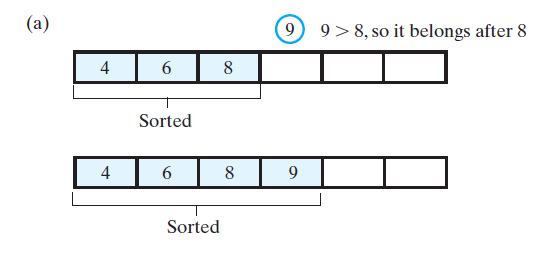 (a)
9 9 > 8, so it belongs after 8
4 6 8
Sorted
4 6 8 9
Sorted